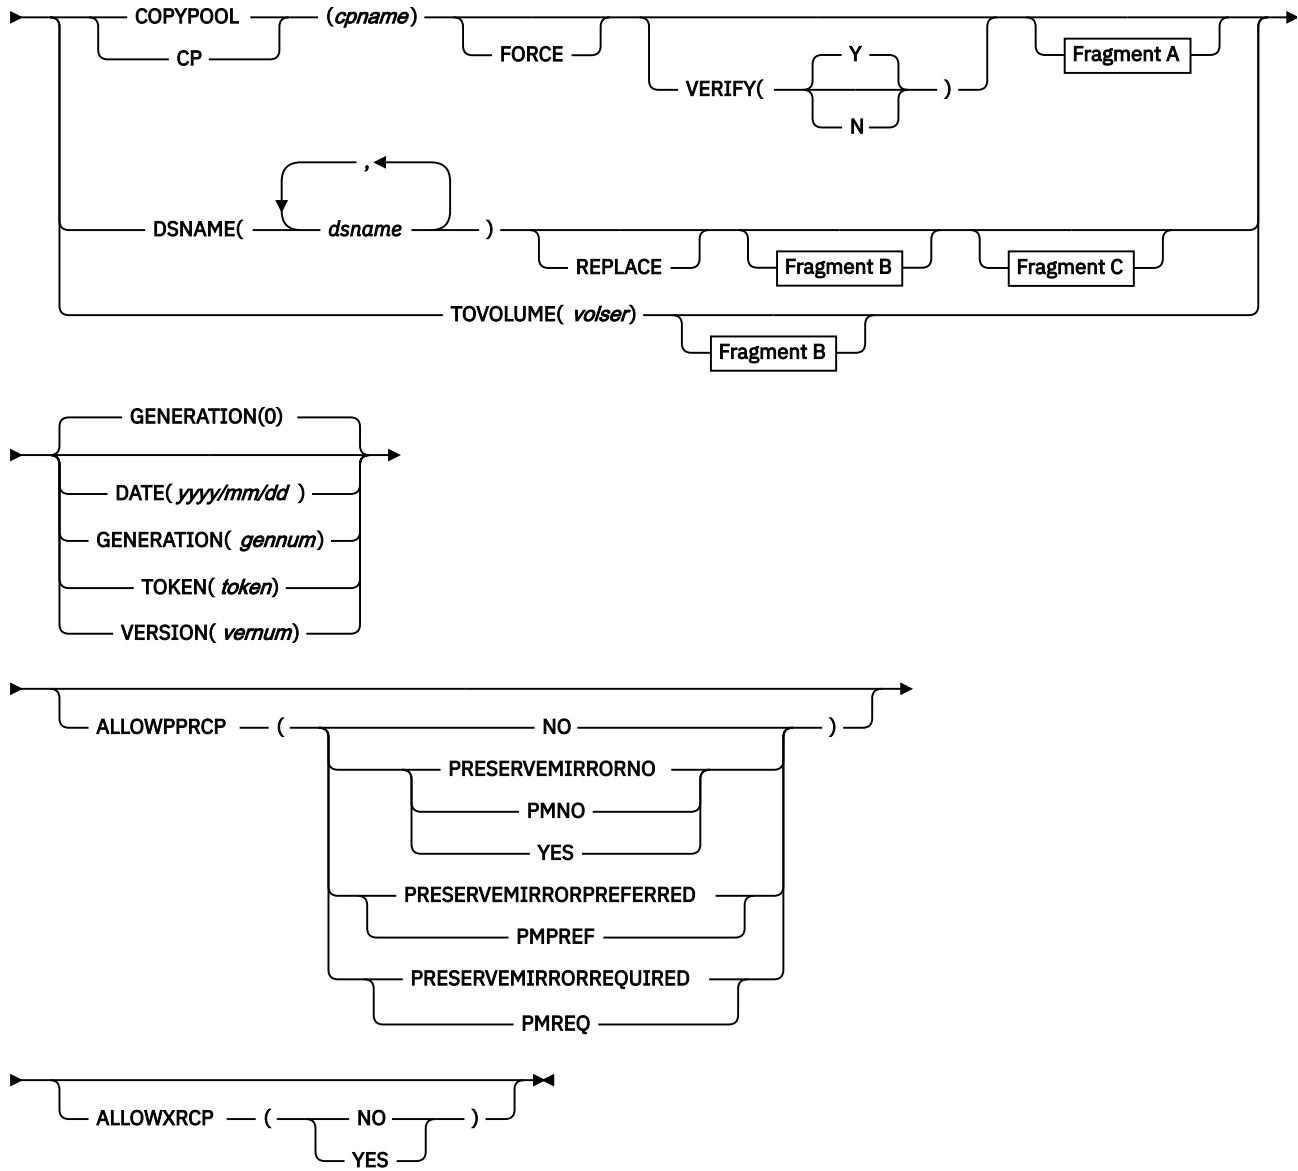 COPYPOOL (cpname)
CP FORCE Fragment A
Y
VERIFY( )
N
,
DSNAME( dsname )
REPLACE Fragment B Fragment C
TOVOLUME( volser)
Fragment B
GENERATION(0)
DATE( yyyy/mm/dd )
GENERATION( gennum)
TOKEN( token)
VERSION( vernum)
ALLOWPPRCP ( NO )
PRESERVEMIRRORNO
PMNO
YES
PRESERVEMIRRORPREFERRED
PMPREF
PRESERVEMIRRORREQUIRED
PMREQ
ALLOWXRCP ( NO )
YES